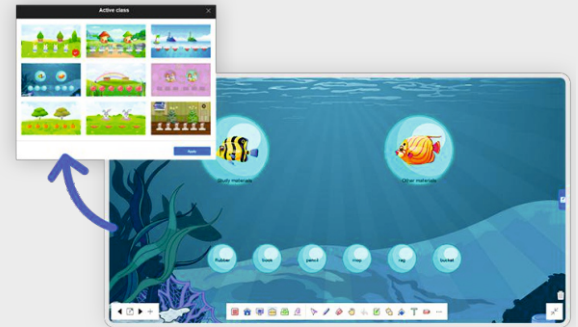 Active class
Study materials
Other materials
Rubber
book
pencil
map
bag
bucket